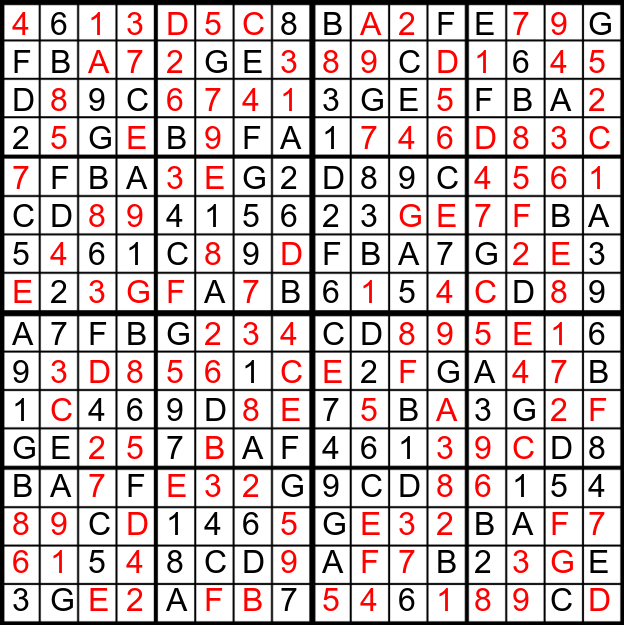 4 6 1 3 D 5 C 8 B A 2 F E 7 9 G
F B A 7 2 G E 3 8 9 C D 1 6 4 5
D 8 9 C 6 7 4 1 3 G E 5 F B A 2
2 5 G E B 9 F A 1 7 4 6 D 8 3 C
7 F B A 3 E G 2 D 8 9 C 4 5 6 1
C D 8 9 4 1 5 6 2 3 G E 7 F B A
5 4 6 1 C 8 9 D F B A 7 G 2 E 3
E 2 3 G F A 7 B 6 1 5 4 C D 8 9
A 7 F B G 2 3 4 C D 8 9 5 E 1 6
9 3 D 8 5 6 1 C E 2 F G A 4 7 B
1 C 4 6 9 D 8 E 7 5 B A 3 G 2 F
G E 2 5 7 B A F 4 6 1 3 9 C D 8
B A 7 F E 3 2 G 9 C D 8 6 1 5 4
8 9 C D 1 4 6 5 G E 3 2 B A F 7
6 1 5 4 8 C D 9 A F 7 B 2 3 G E
3 G E 2 A F B 7 5 4 6 1 8 9 C D